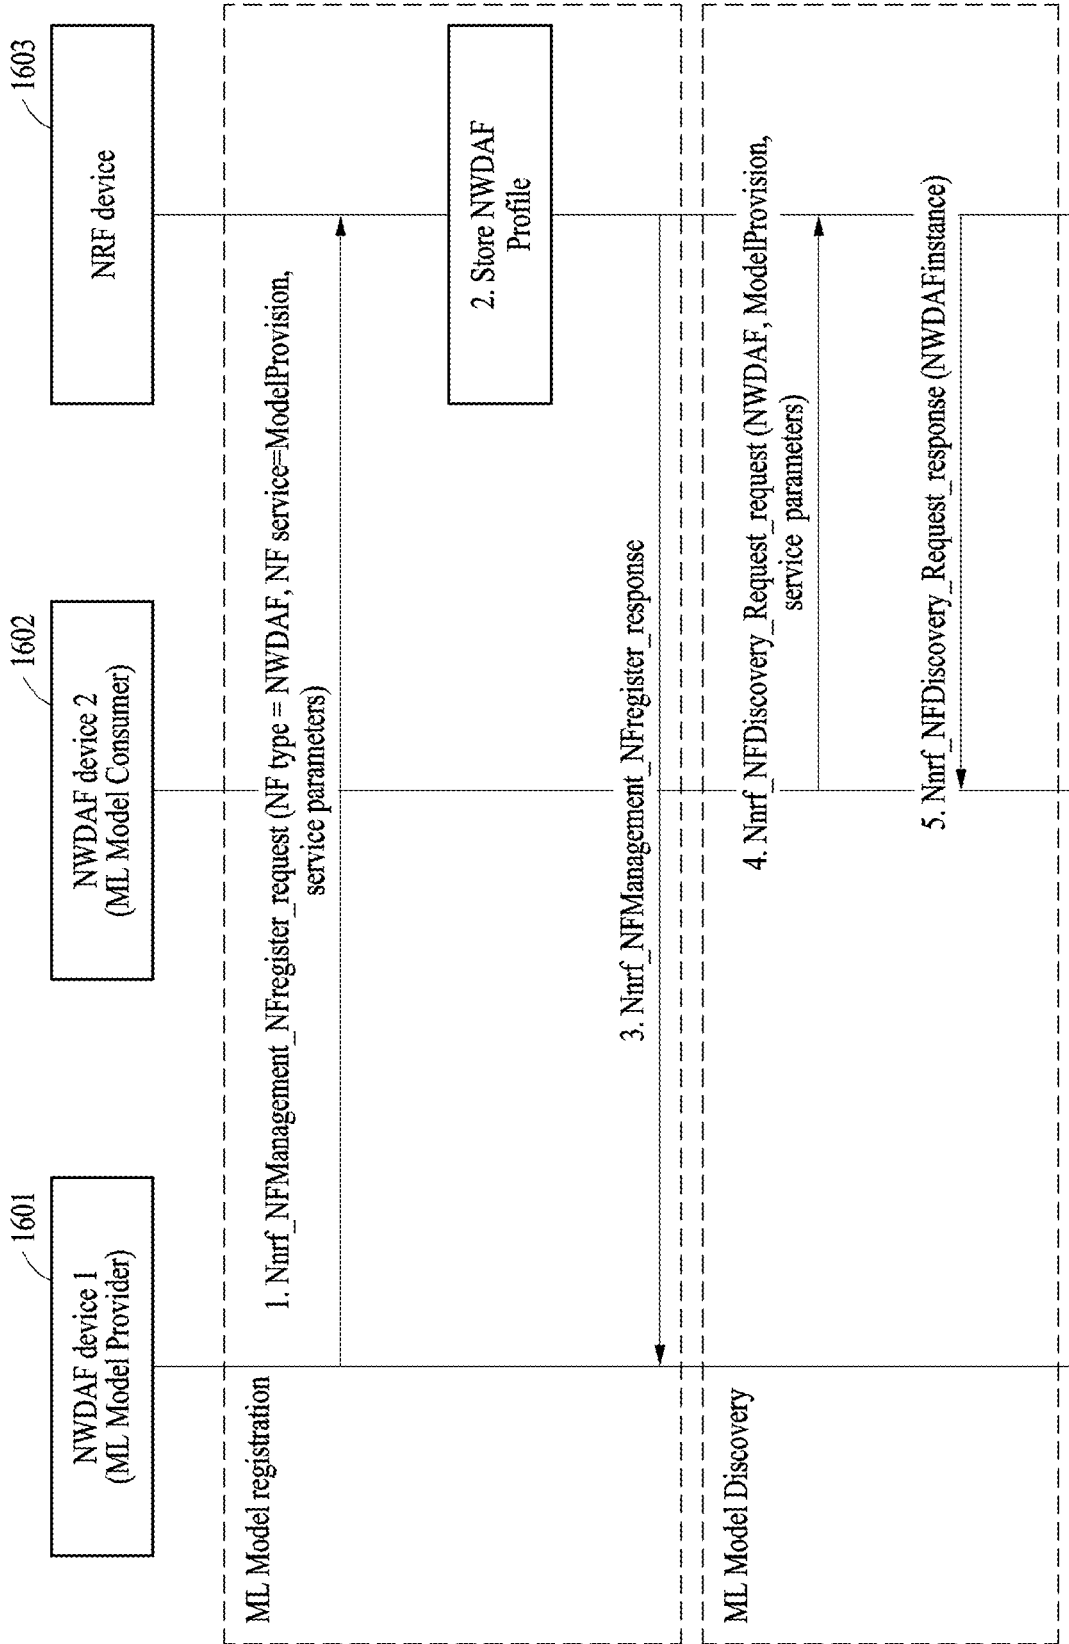 1601
1602
1603
NWDAF device 1
(ML Model Provider)
NWDAF device 2
(ML Model Consumer)
NRF device
ML Model registration
1. Nnrf_NFManagement_NFregister_request (NF type = NWDAF, NF service=ModelProvision,
service parameters)
2. Store NWDAF
Profile
3. Nnrf_NFManagement_NFregister_response
ML Model Discovery
4. Nnrf_NFDiscovery_Request_request (NWDAF, ModelProvision,
service parameters)
5. Nnrf_NFDiscovery_Request_response (NWDAFinstance)